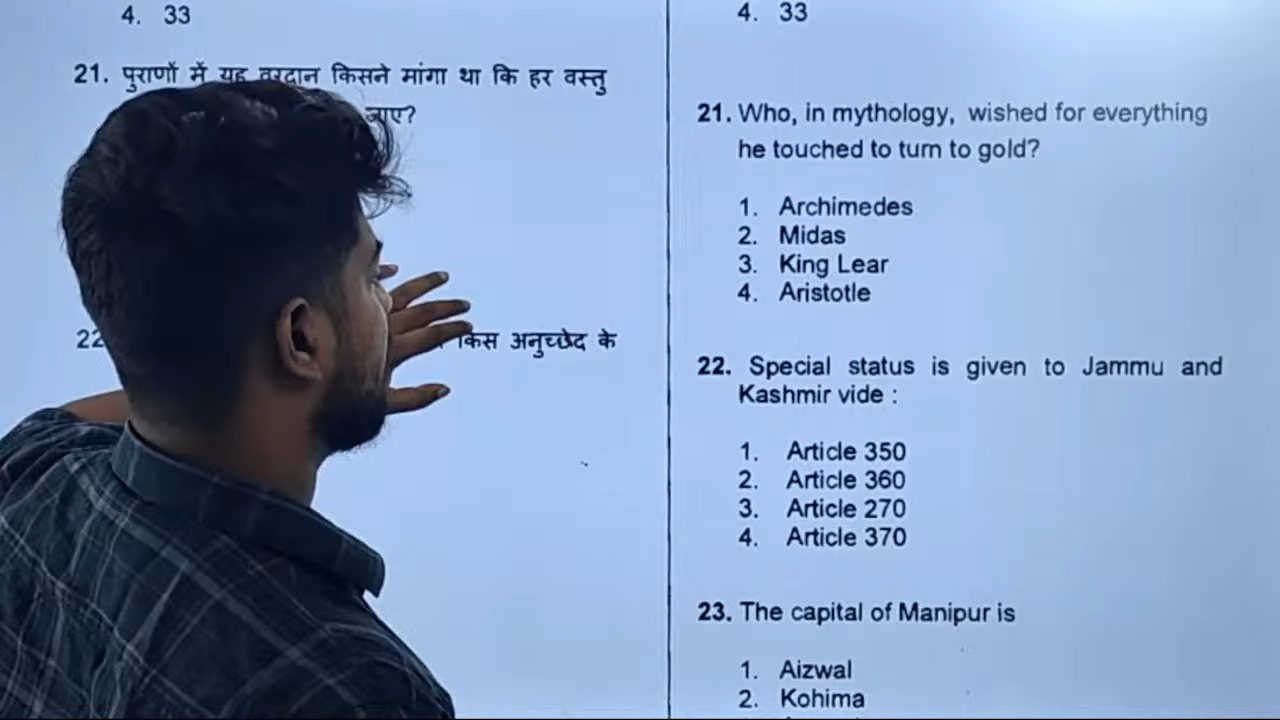 4. 33
21. पुराणों में यह वरदान किसने मांगा था कि हर वस्तु
जाए?
22
किस अनुच्छेद के
4. 33
21. Who, in mythology, wished for everything
he touched to turn to gold?
1. Archimedes
2. Midas
3. King Lear
4. Aristotle
22. Special status is given to Jammu and
Kashmir vide :
1. Article 350
2. Article 360
3. Article 270
4. Article 370
23. The capital of Manipur is
1. Aizwal
2. Kohima